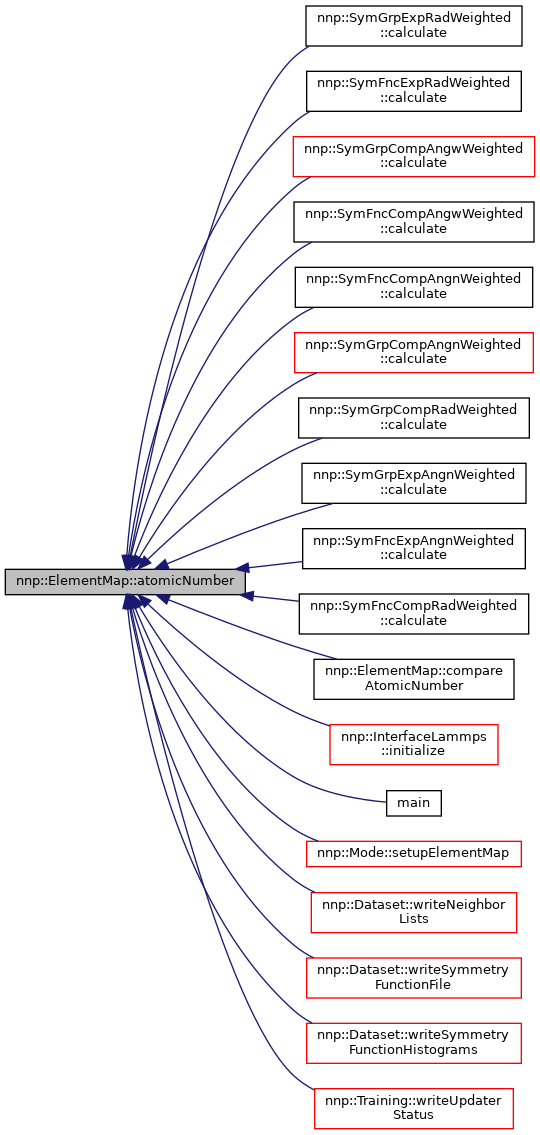 nnp::SymGrpExpRadWeighted
::calculate
nnp::SymFncExpRadWeighted
::calculate
nnp::SymGrpCompAngwWeighted
::calculate
nnp::SymFncCompAngwWeighted
::calculate
nnp::SymFncCompAngnWeighted
::calculate
nnp::SymGrpCompAngnWeighted
::calculate
nnp::SymGrpCompRadWeighted
::calculate
nnp::SymGrpExpAngnWeighted
::calculate
nnp::SymFncExpAngnWeighted
::calculate
nnp::ElementMap::atomicNumber
nnp::SymFncCompRadWeighted
::calculate
nnp::ElementMap::compare
AtomicNumber
nnp::InterfaceLammps
::initialize
main
nnp::Mode::setupElementMap
nnp::Dataset::writeNeighbor
Lists
nnp::Dataset::writeSymmetry
FunctionFile
nnp::Dataset::writeSymmetry
FunctionHistograms
nnp::Training::writeUpdater
Status